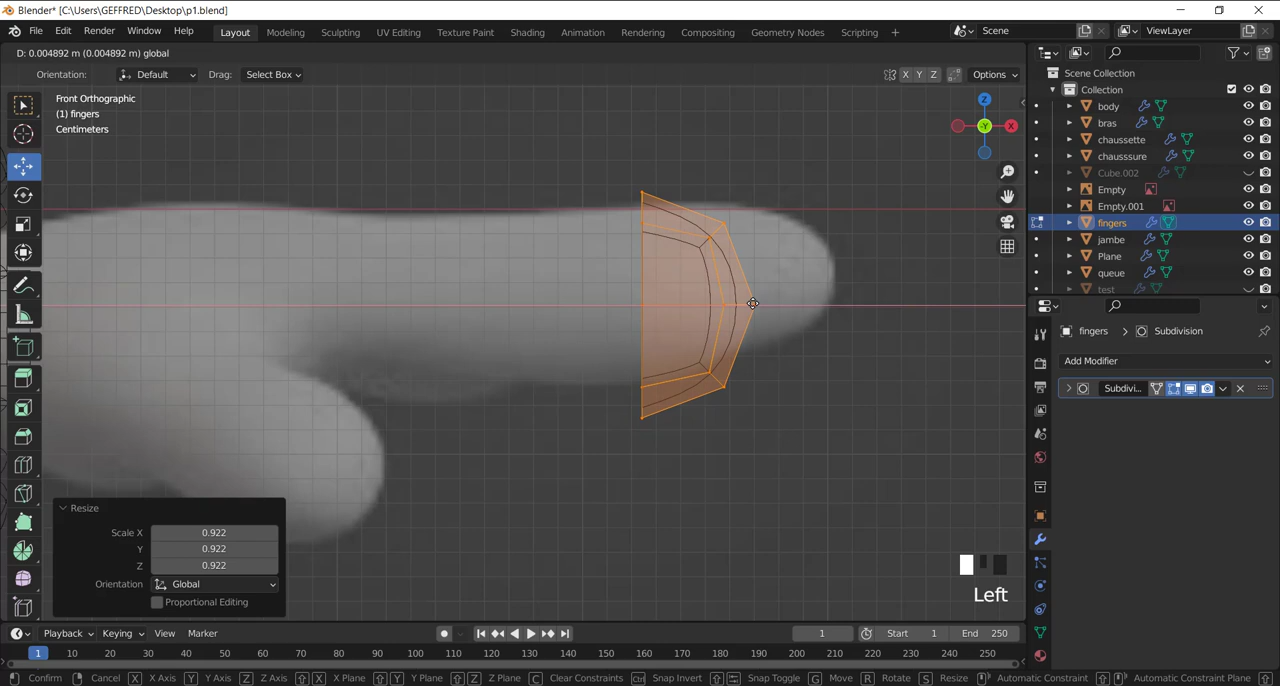 Blender* [C:\Users\GEFFRED\Desktop\p1.blend]
File Edit Render Window Help Layout Modeling Sculpting UV Editing Texture Paint Shading Animation Rendering Compositing Geometry Nodes Scripting + Scene ViewLayer
D: 0.004892 m (0.004892 m) global
Orientation: Default Drag: Select Box X Y Z Options
Front Orthographic
(1) fingers
Centimeters
Z
-Y
X
Scene Collection
Collection
body
bras
chaussette
chausssure
Cube.002
Empty
Empty.001
fingers
jambe
Plane
queue
test
fingers > Subdivision
Add Modifier
Subdivi...
Resize
Scale X 0.922
Y 0.922
Z 0.922
Orientation Global
Proportional Editing
Left
Playback Keying View Marker 1 Start 1 End 250
1 10 20 30 40 50 60 70 80 90 100 110 120 130 140 150 160 170 180 190 200 210 220 230 240 250
Confirm Cancel X X Axis Y Y Axis Z Z Axis X X Plane Y Y Plane Z Z Plane C Clear Constraints Ctrl Snap Invert Snap Toggle G Move R Rotate S Resize Automatic Constraint Automatic Constraint Plane